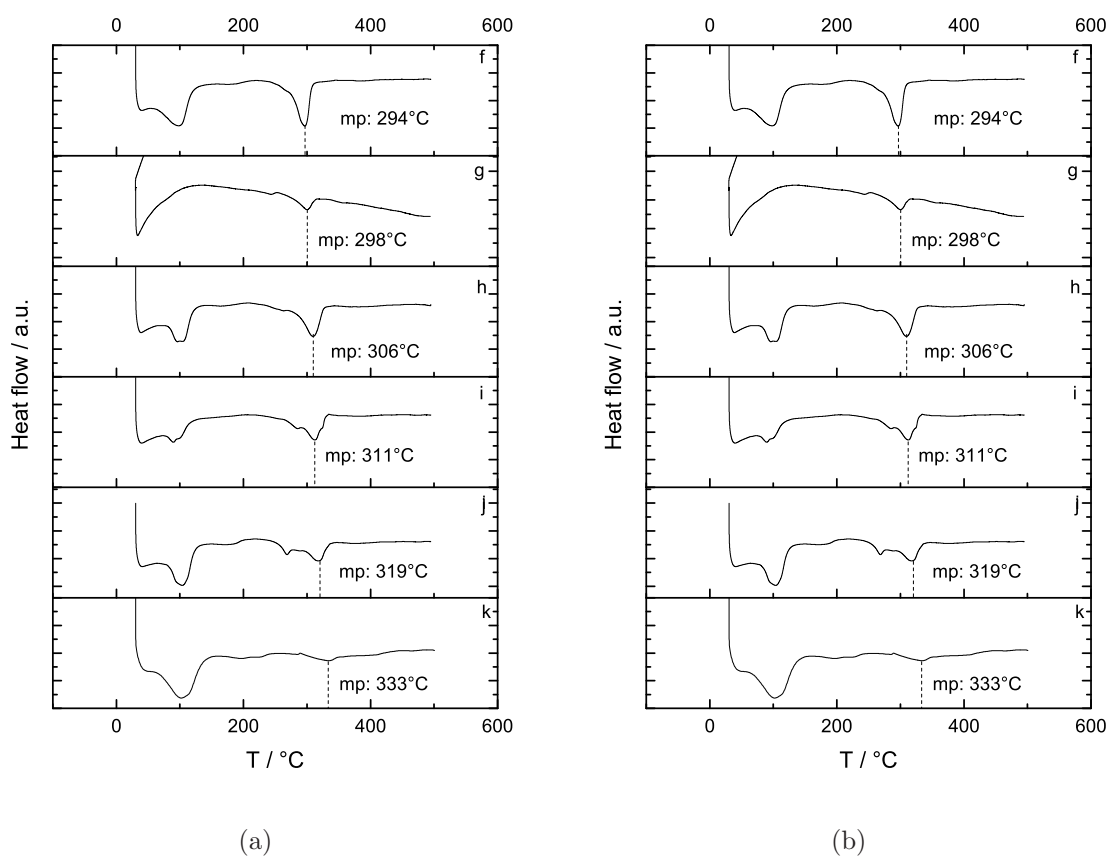 0 200 400 600
f
mp: 294°C
g
mp: 298°C
h
mp: 306°C
i
mp: 311°C
j
mp: 319°C
k
mp: 333°C
0 200 400 600
Heat flow / a.u.
T / °C
(a)
0 200 400 600
f
mp: 294°C
g
mp: 298°C
h
mp: 306°C
i
mp: 311°C
j
mp: 319°C
k
mp: 333°C
0 200 400 600
Heat flow / a.u.
T / °C
(b)